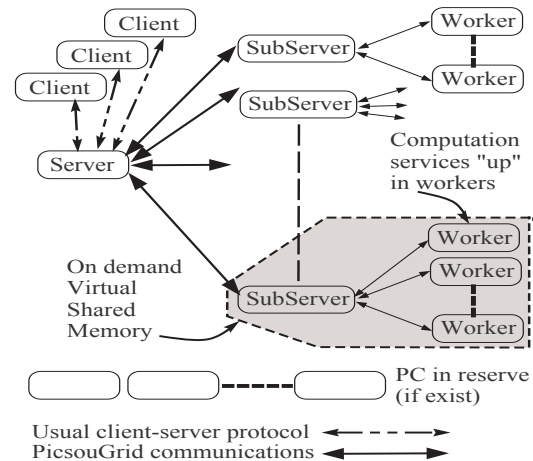 Client
Client
Client
SubServer
Worker
Worker
SubServer
Server
Computation
services "up"
in workers
On demand
Virtual
Shared
Memory
SubServer
Worker
Worker
Worker
PC in reserve
(if exist)
Usual client-server protocol
PicsouGrid communications